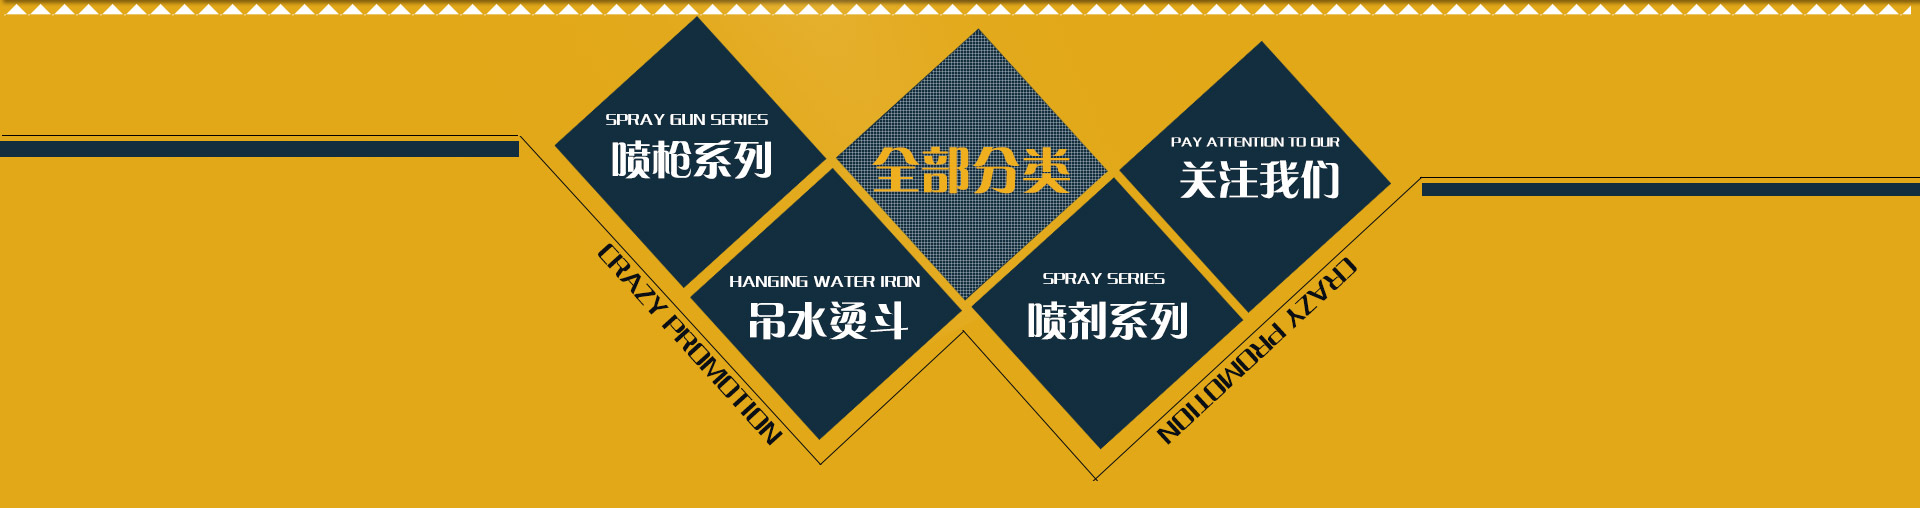 SPRAY GUN SERIES
喷枪系列
全部分类
PAY ATTENTION TO OUR
关注我们
HANGING WATER IRON
吊水烫斗
SPRAY SERIES
喷剂系列
CRAZY PROMOTION
CRAZY PROMOTION